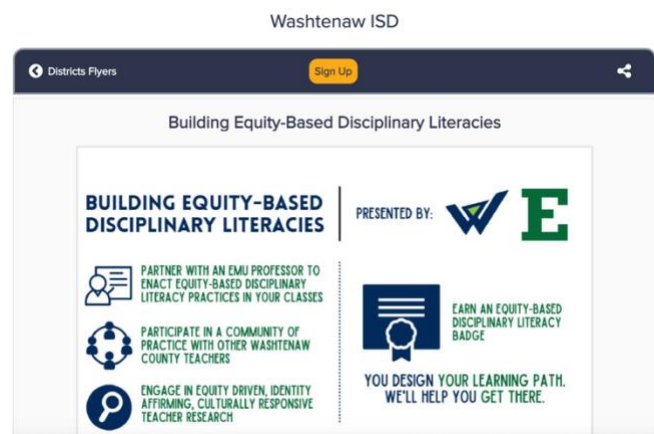 Washtenaw ISD
Districts Flyers
Sign Up
Building Equity-Based Disciplinary Literacies
BUILDING EQUITY-BASED
DISCIPLINARY LITERACIES
PRESENTED BY:
W E
PARTNER WITH AN EMU PROFESSOR TO
ENACT EQUITY-BASED DISCIPLINARY
LITERACY PRACTICES IN YOUR CLASSES
PARTICIPATE IN A COMMUNITY OF
PRACTICE WITH OTHER WASHTENAW
COUNTY TEACHERS
ENGAGE IN EQUITY DRIVEN, IDENTITY
AFFIRMING, CULTURALLY RESPONSIVE
TEACHER RESEARCH
EARN AN EQUITY-BASED
DISCIPLINARY LITERACY
BADGE
YOU DESIGN YOUR LEARNING PATH.
WE'LL HELP YOU GET THERE.